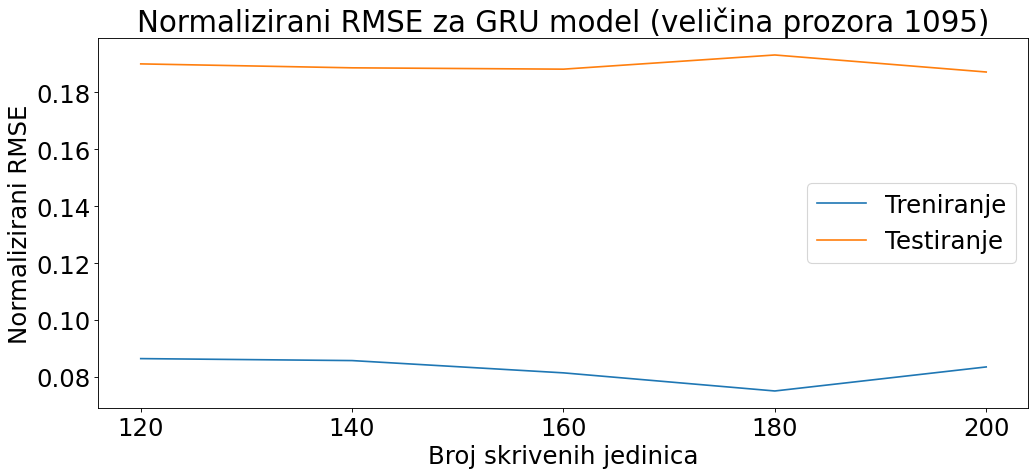 Normalizirani RMSE za GRU model (veličina prozora 1095)
Normalizirani RMSE
0.18
0.16
0.14
0.12
0.10
0.08
Treniranje
Testiranje
120 140 160 180 200
Broj skrivenih jedinica